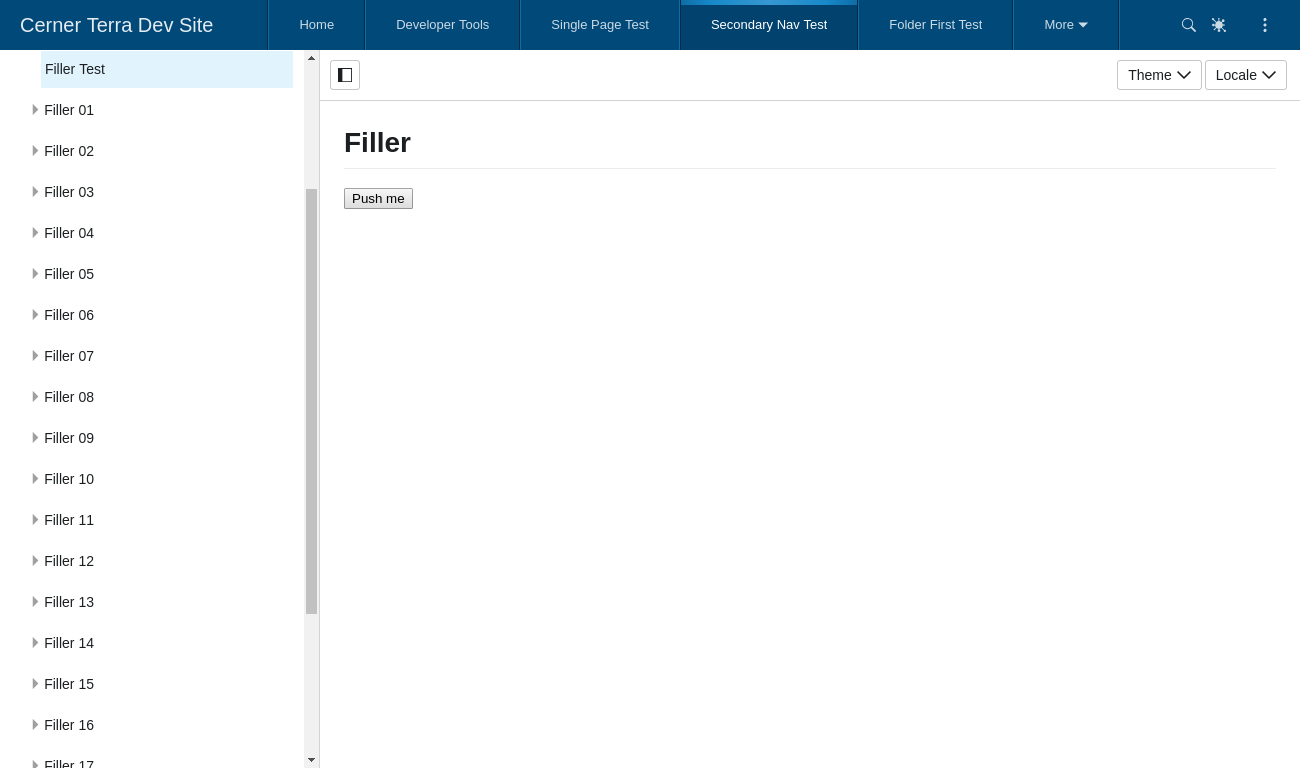 Cerner Terra Dev Site
Home
Developer Tools
Single Page Test
Secondary Nav Test
Folder First Test
More
Filler Test
Filler 01
Filler 02
Filler 03
Filler 04
Filler 05
Filler 06
Filler 07
Filler 08
Filler 09
Filler 10
Filler 11
Filler 12
Filler 13
Filler 14
Filler 15
Filler 16
Filler 17
Theme
Locale
Filler
Push me